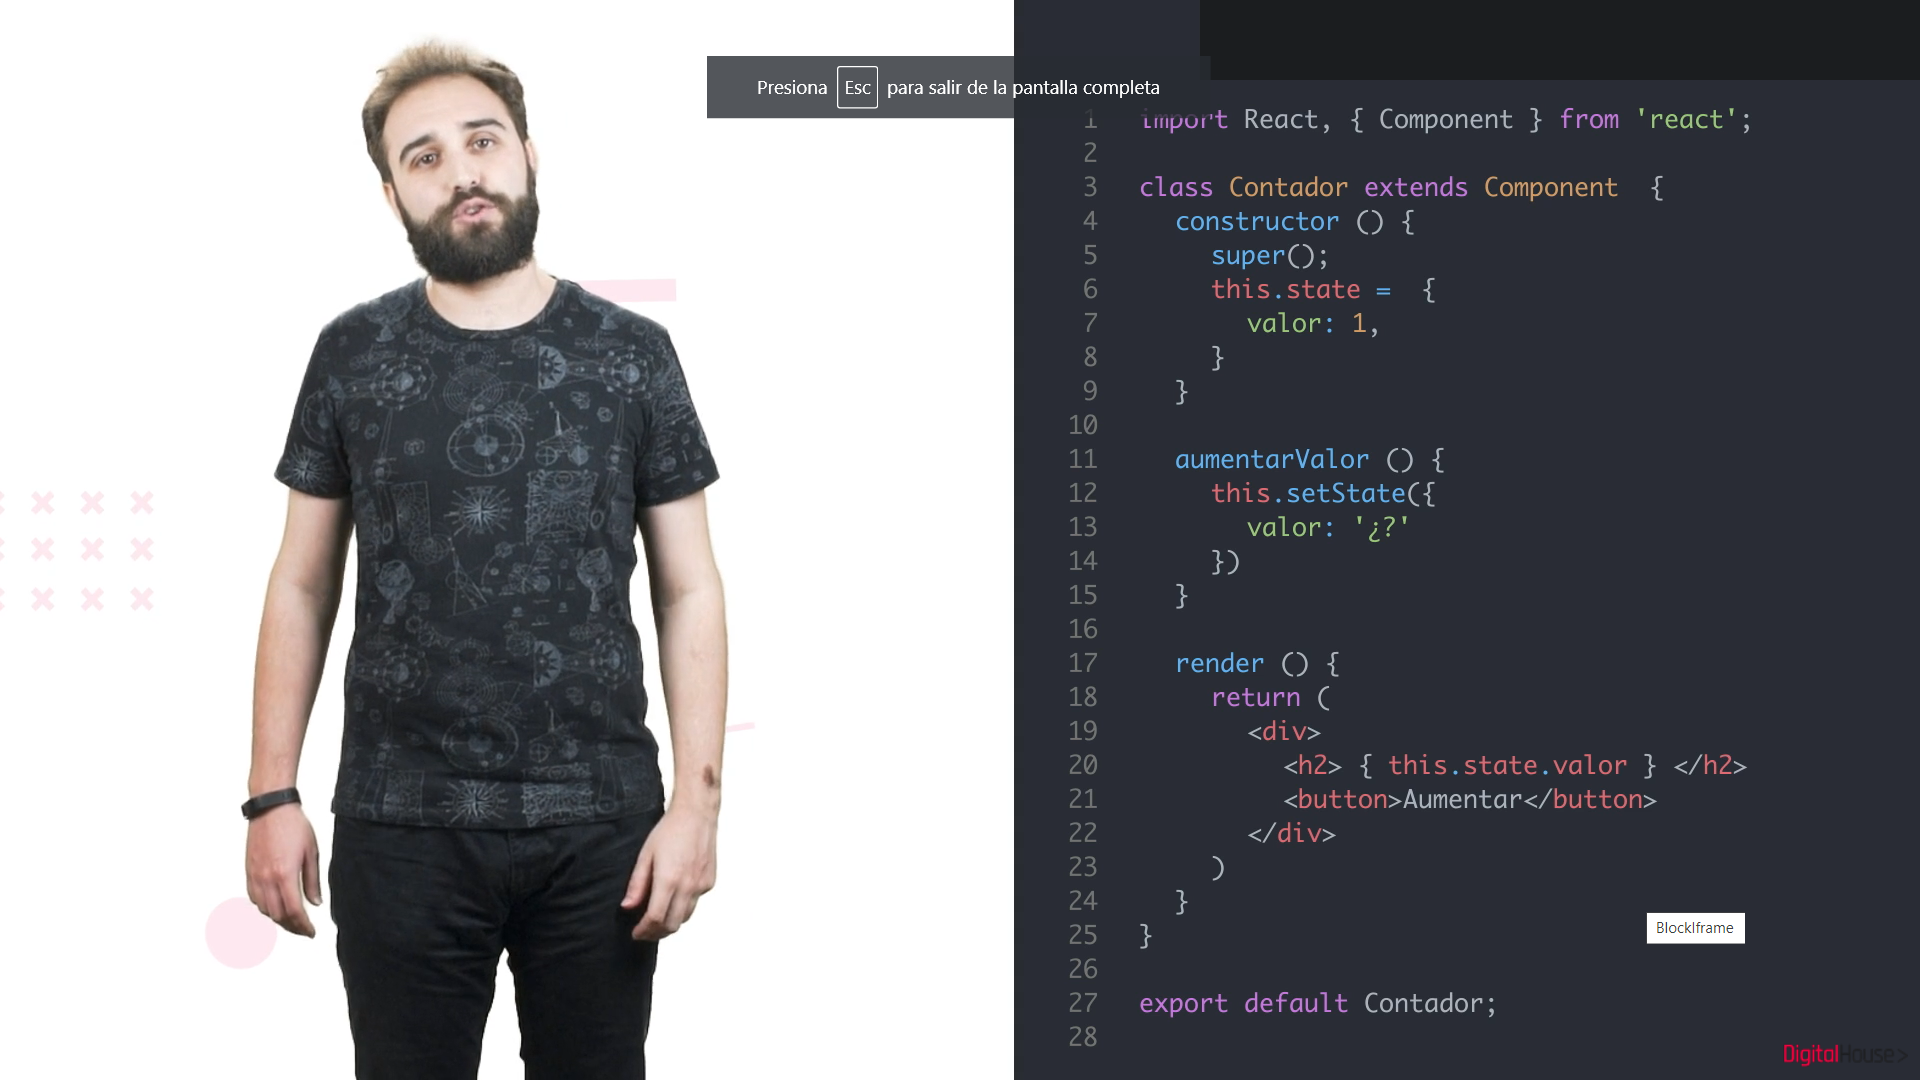 Presiona Esc para salir de la pantalla completa
1 import React, { Component } from 'react';
2
3 class Contador extends Component {
4 constructor () {
5 super();
6 this.state = {
7 valor: 1,
8 }
9 }
10
11 aumentarValor () {
12 this.setState({
13 valor: '¿?'
14 })
15 }
16
17 render () {
18 return (
19 <div>
20 <h2> { this.state.valor } </h2>
21 <button>Aumentar</button>
22 </div>
23 )
24 }
25 }
26
27 export default Contador;
28
BlockIframe
DigitalHouse>